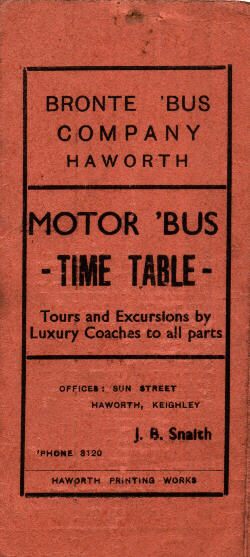 BRONTE 'BUS
COMPANY
HAWORTH
MOTOR 'BUS
- TIME TABLE -
Tours and Excursions by
Luxury Coaches to all parts
OFFICES: SUN STREET
HAWORTH, KEIGHLEY
J. B. Snaith
'PHONE 3120
HAWORTH PRINTING WORKS